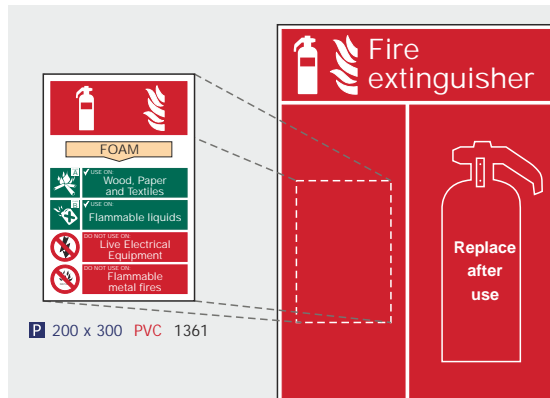 Fire
extinguisher
FOAM
A
✓ USE ON:
Wood, Paper
and Textiles
B
✓ USE ON:
Flammable liquids
DO NOT USE ON:
Live Electrical
Equipment
DO NOT USE ON:
Flammable
metal fires
Replace
after
use
P 200 x 300 PVC 1361